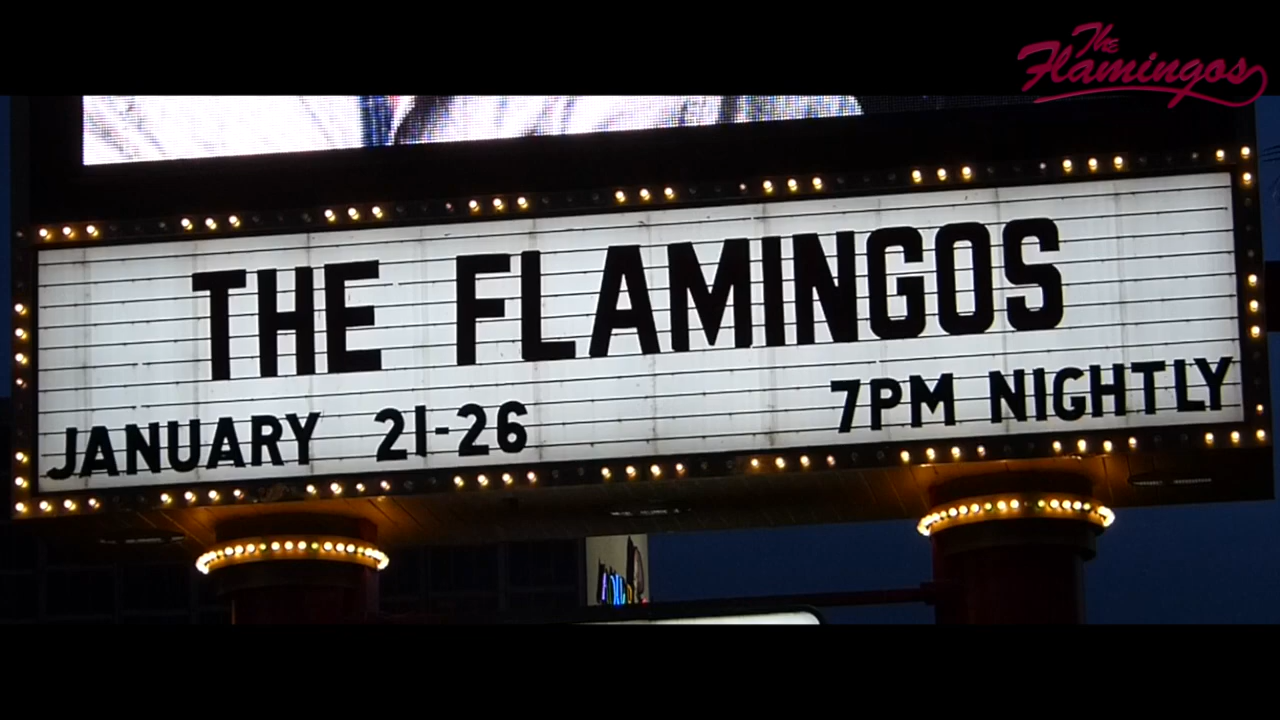 The
Flamingos
THE FLAMINGOS
JANUARY 21-26
7PM NIGHTLY